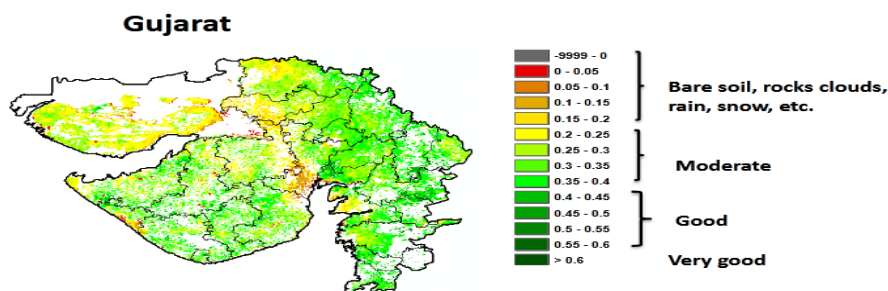 Gujarat
-9999 - 0
0 - 0.05
0.05 - 0.1
0.1 - 0.15
0.15 - 0.2
0.2 - 0.25
0.25 - 0.3
0.3 - 0.35
0.35 - 0.4
0.4 - 0.45
0.45 - 0.5
0.5 - 0.55
0.55 - 0.6
> 0.6
Bare soil, rocks clouds,
rain, snow, etc.
Moderate
Good
Very good